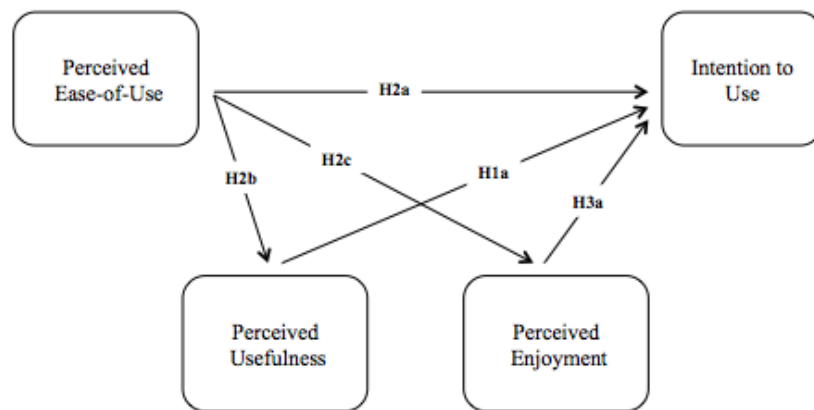 Perceived
Ease-of-Use
Intention to
Use
H2a
H2c
H2b
H1a
H3a
Perceived
Usefulness
Perceived
Enjoyment